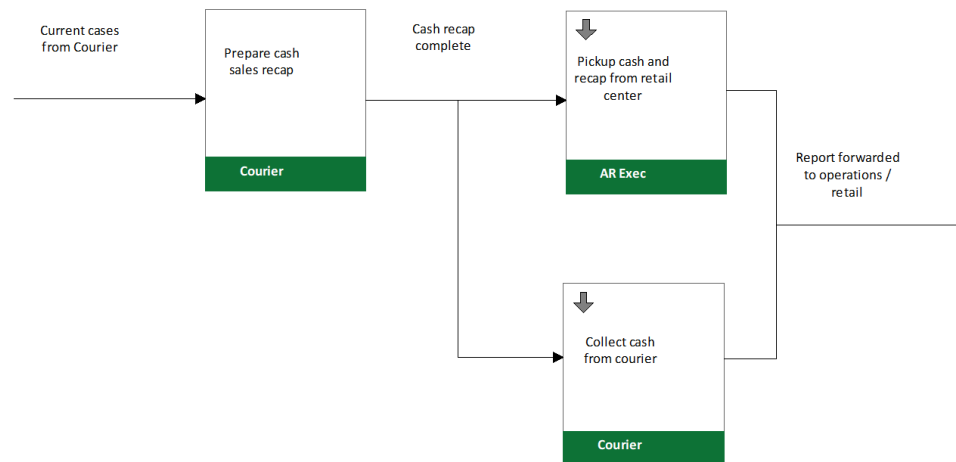 Current cases
from Courier
Prepare cash
sales recap
Courier
Cash recap
complete
Pickup cash and
recap from retail
center
AR Exec
Report forwarded
to operations /
retail
Collect cash
from courier
Courier